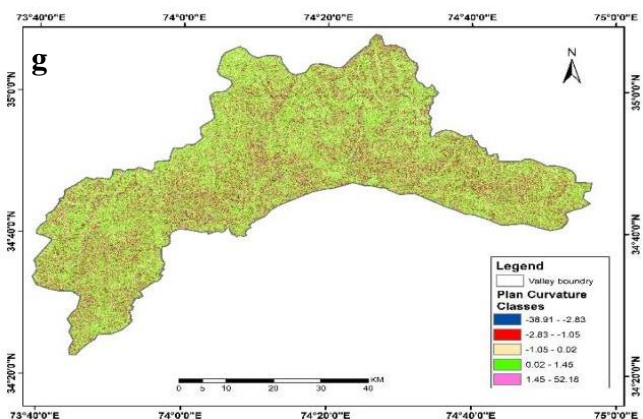 73°40'0"E 74°0'0"E 74°20'0"E 74°40'0"E 75°0'0"E
g
N
35°0'0"N 35°0'0"N
34°40'0"N 34°40'0"N
Legend
Valley boundry
Plan Curvature
Classes
-38.91 - -2.83
-2.83 - -1.05
-1.05 - 0.02
0.02 - 1.45
1.45 - 52.18
34°20'0"N 34°20'0"N
KM
0 5 10 20 30 40
73°40'0"E 74°0'0"E 74°20'0"E 74°40'0"E 75°0'0"E